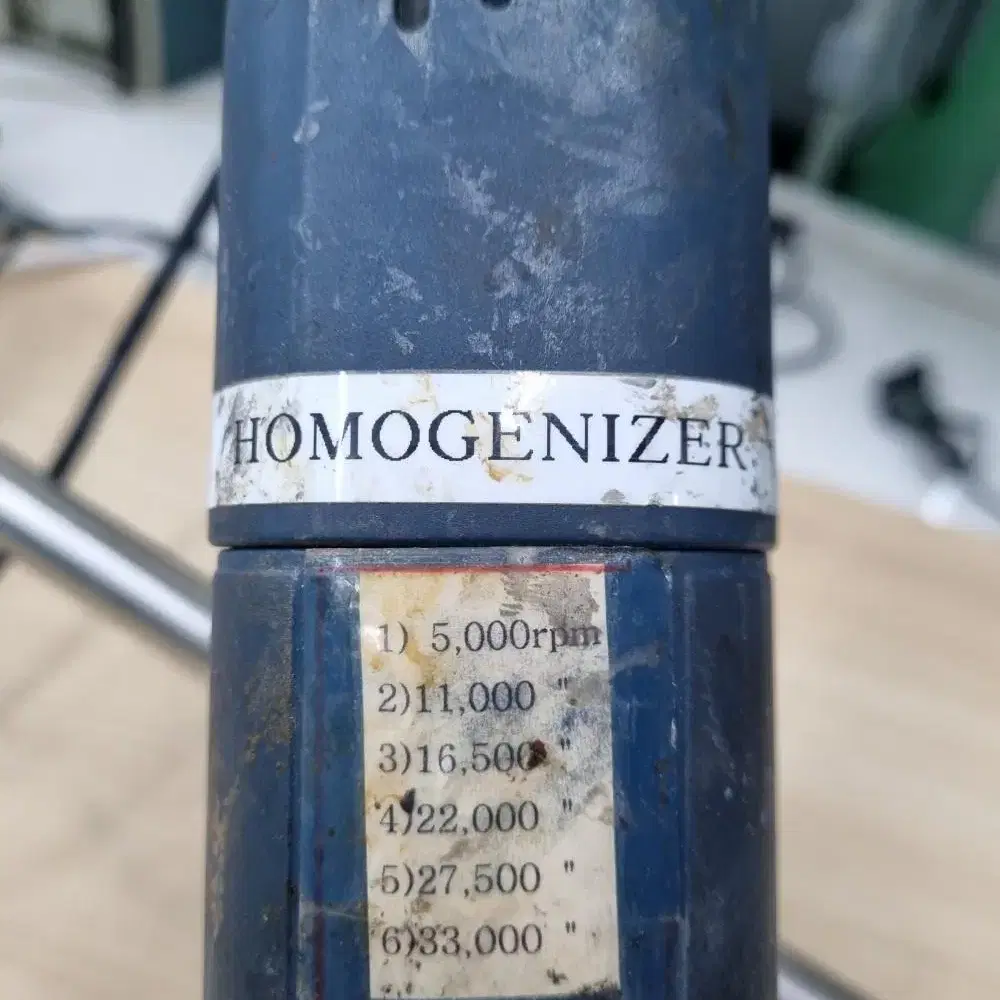 HOMOGENIZER
1) 5,000rpm
2)11,000 "
3)16,500 "
4)22,000 "
5)27,500 "
6)33,000 "